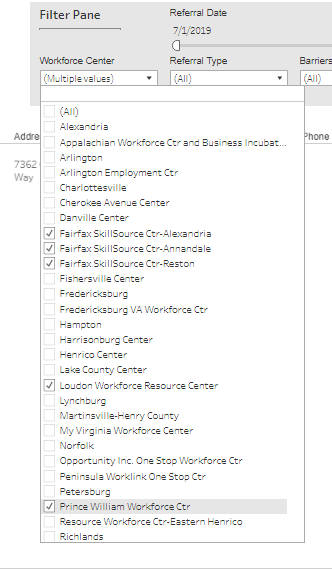 Filter Pane
Referral Date
7/1/2019
Workforce Center
Referral Type
Barriers
(Multiple values)
(All)
(All)
(All)
Alexandria
Appalachian Workforce Ctr and Business Incubat...
Arlington
Arlington Employment Ctr
Charlottesville
Cherokee Avenue Center
Danville Center
Fairfax SkillSource Ctr-Alexandria
Fairfax SkillSource Ctr-Annandale
Fairfax SkillSource Ctr-Reston
Fishersville Center
Fredericksburg
Fredericksburg VA Workforce Ctr
Hampton
Harrisonburg Center
Henrico Center
Lake County Center
Loudon Workforce Resource Center
Lynchburg
Martinsville-Henry County
My Virginia Workforce Center
Norfolk
Opportunity Inc. One Stop Workforce Ctr
Peninsula Worklink One Stop Ctr
Petersburg
Prince William Workforce Ctr
Resource Workforce Ctr-Eastern Henrico
Richlands
Addre
Phone
7362
Way